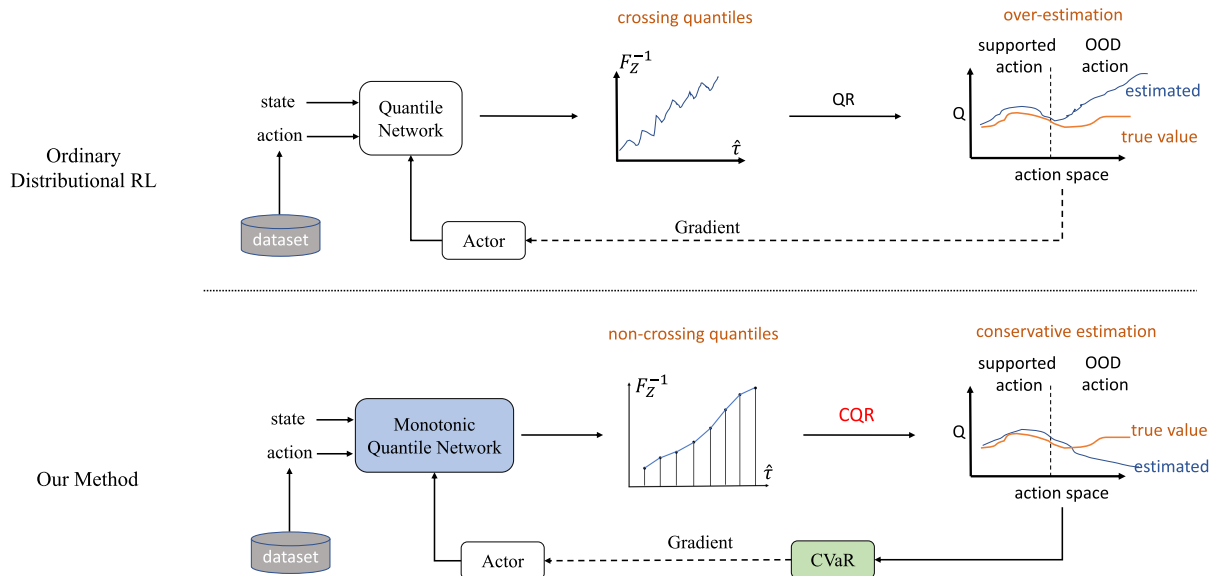 crossing quantiles
over-estimation
supported
action
OOD
action
F_Z^{-1}
state
Quantile
Network
QR
estimated
Q
action
τ̂
true value
Ordinary
Distributional RL
action space
dataset
Actor
Gradient
non-crossing quantiles
conservative estimation
supported
action
OOD
action
F_Z^{-1}
state
Monotonic
Quantile Network
CQR
Q
true value
action
estimated
τ̂
Our Method
action space
dataset
Actor
Gradient
CVaR